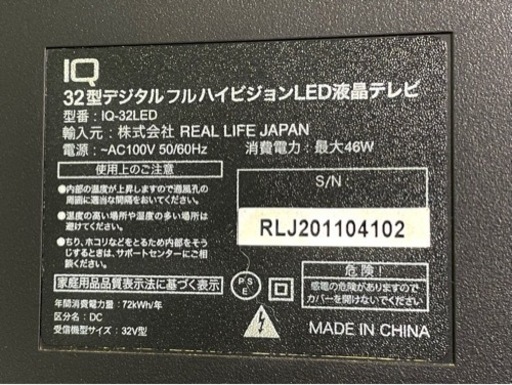 IQ
32型デジタルフルハイビジョンLED液晶テレビ
型番 : IQ-32LED
輸入元 : 株式会社 REAL LIFE JAPAN
電源 : ~AC100V 50/60Hz 消費電力 : 最大46W
使用上のご注意
●内部の温度が上昇しますので通風孔の
適当な間隔をおいてください。
●温度の高い場所や湿度の多い場所は
避けてください。
●ちり、ホコリなどをとるため内部をそう
じするときは、サポートセンターにご相
談ください。
家庭用品品質表示法に基づく表示
年間消費電力量 : 72kWh/年
区分名 : DC
受信機型サイズ : 32V型
S/N :
RLJ201104102
PS
E
危険!
感電の危険がありますので
カバーを開けないでください
MADE IN CHINA